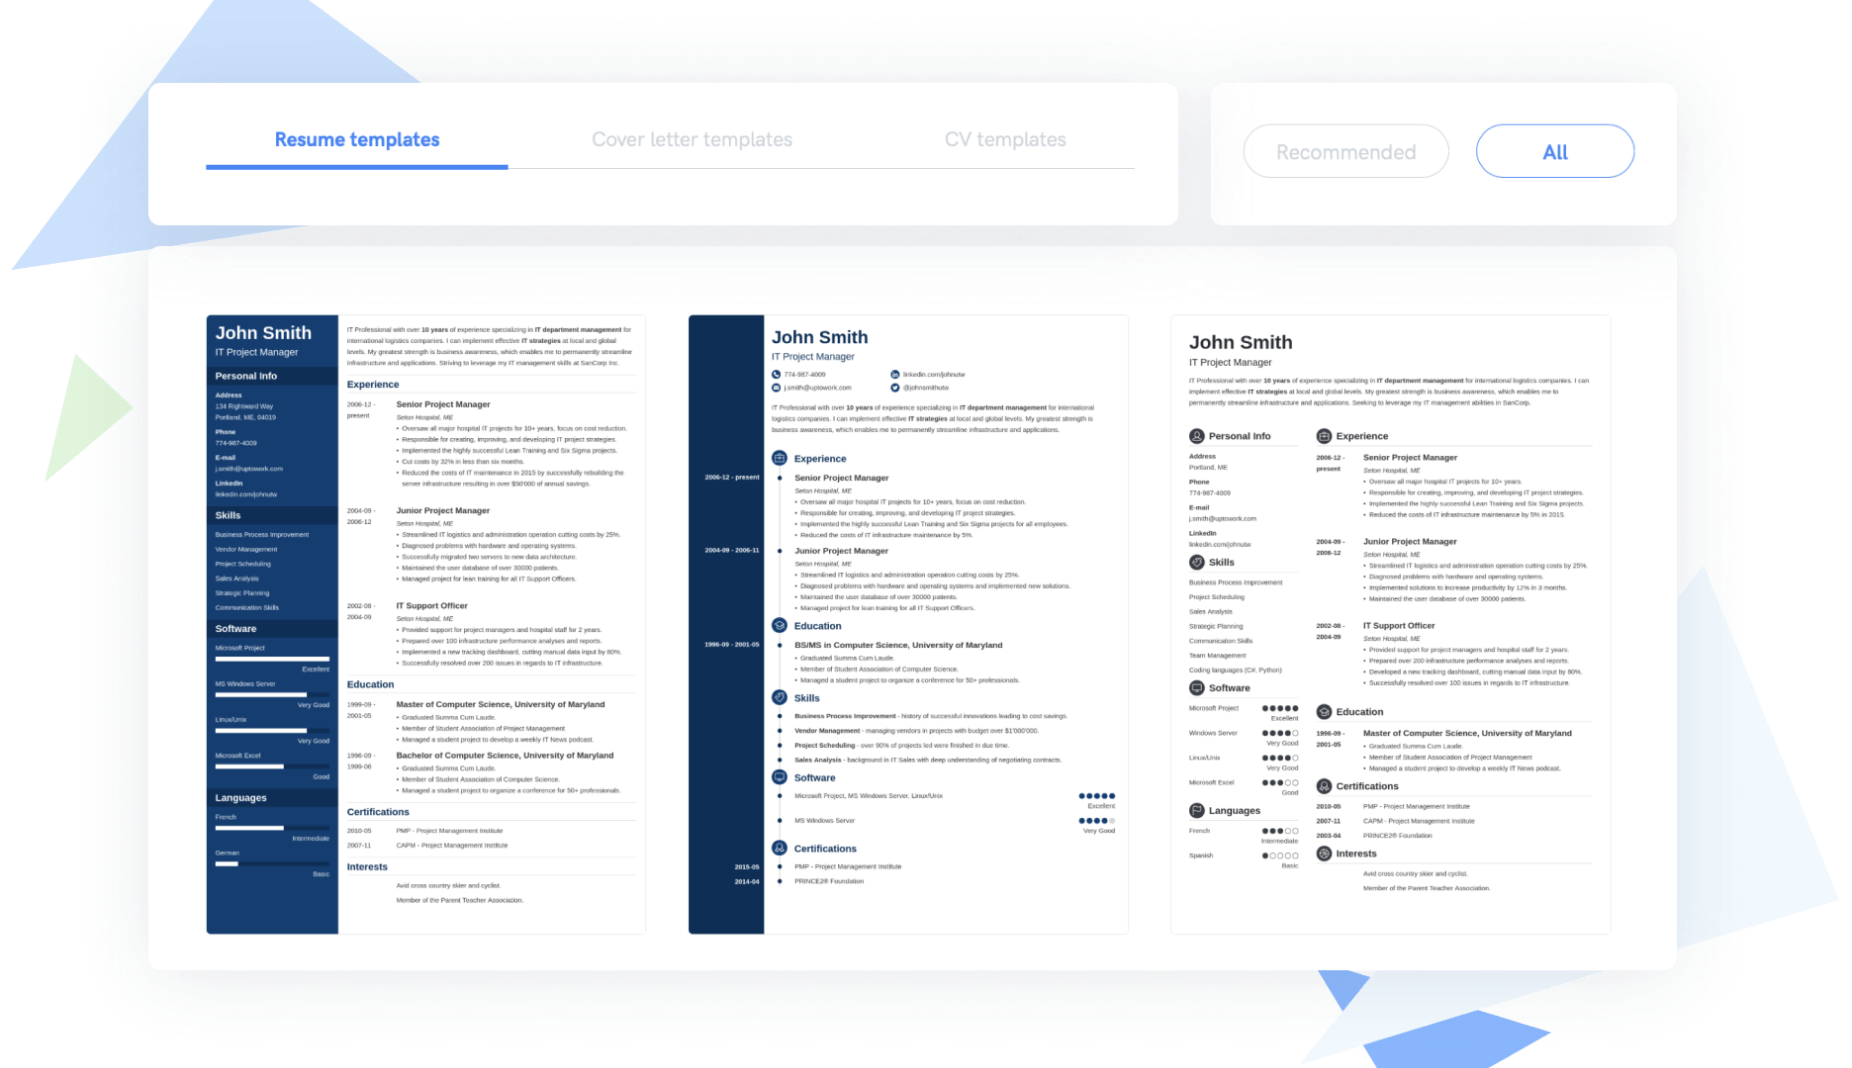 Resume templates
Cover letter templates
CV templates
Recommended
All
John Smith
IT Project Manager
Personal Info
Address
134 Rightward Way
Portland, ME, 04019
Phone
774-987-4009
E-mail
j.smith@uptowork.com
LinkedIn
linkedin.com/johnutw
Skills
Business Process Improvement
Vendor Management
Project Scheduling
Sales Analysis
Strategic Planning
Communication Skills
Software
Microsoft Project
Excellent
MS Windows Server
Very Good
Linux/Unix
Very Good
Microsoft Excel
Good
Languages
French
Intermediate
German
Basic
IT Professional with over 10 years of experience specializing in IT department management for
international logistics companies. I can implement effective IT strategies at local and global
levels. My greatest strength is business awareness, which enables me to permanently streamline
infrastructure and applications. Striving to leverage my IT management skills at SanCorp Inc.
Experience
2006-12 -
present
Senior Project Manager
Seton Hospital, ME
• Oversaw all major hospital IT projects for 10+ years, focus on cost reduction.
• Responsible for creating, improving, and developing IT project strategies.
• Implemented the highly successful Lean Training and Six Sigma projects.
• Cut costs by 32% in less than six months.
• Reduced the costs of IT maintenance in 2015 by successfully rebuilding the
server infrastructure resulting in over $50'000 of annual savings.
2004-09 -
2006-12
Junior Project Manager
Seton Hospital, ME
• Streamlined IT logistics and administration operation cutting costs by 25%.
• Diagnosed problems with hardware and operating systems.
• Successfully migrated two servers to new data architecture.
• Maintained the user database of over 30000 patients.
• Managed project for lean training for all IT Support Officers.
2002-08 -
2004-09
IT Support Officer
Seton Hospital, ME
• Provided support for project managers and hospital staff for 2 years.
• Prepared over 100 infrastructure performance analyses and reports.
• Implemented a new tracking dashboard, cutting manual data input by 80%.
• Successfully resolved over 200 issues in regards to IT infrastructure.
Education
1999-09 -
2001-05
Master of Computer Science, University of Maryland
• Graduated Summa Cum Laude.
• Member of Student Association of Project Management
• Managed a student project to develop a weekly IT News podcast.
1996-09 -
1999-06
Bachelor of Computer Science, University of Maryland
• Graduated Summa Cum Laude.
• Member of Student Association of Computer Science.
• Managed a student project to organize a conference for 50+ professionals.
Certifications
2010-05 PMP - Project Management Institute
2007-11 CAPM - Project Management Institute
Interests
Avid cross country skier and cyclist.
Member of the Parent Teacher Association.
John Smith
IT Project Manager
774-987-4009
linkedin.com/johnutw
j.smith@uptowork.com
@johnsmithutw
IT Professional with over 10 years of experience specializing in IT department management for international
logistics companies. I can implement effective IT strategies at local and global levels. My greatest strength is
business awareness, which enables me to permanently streamline infrastructure and applications.
Experience
2006-12 - present
Senior Project Manager
Seton Hospital, ME
• Oversaw all major hospital IT projects for 10+ years, focus on cost reduction.
• Responsible for creating, improving, and developing IT project strategies.
• Implemented the highly successful Lean Training and Six Sigma projects for all employees.
• Reduced the costs of IT infrastructure maintenance by 5%.
2004-09 - 2006-11
Junior Project Manager
Seton Hospital, ME
• Streamlined IT logistics and administration operation cutting costs by 25%.
• Diagnosed problems with hardware and operating systems and implemented new solutions.
• Maintained the user database of over 30000 patients.
• Managed project for lean training for all IT Support Officers.
Education
1996-09 - 2001-05
BS/MS in Computer Science, University of Maryland
• Graduated Summa Cum Laude.
• Member of Student Association of Computer Science.
• Managed a student project to organize a conference for 50+ professionals.
Skills
Business Process Improvement - history of successful innovations leading to cost savings.
Vendor Management - managing vendors in projects with budget over $1'000'000.
Project Scheduling - over 90% of projects led were finished in due time.
Sales Analysis - background in IT Sales with deep understanding of negotiating contracts.
Software
Microsoft Project, MS Windows Server, Linux/Unix
Excellent
MS Windows Server
Very Good
Certifications
2015-05 PMP - Project Management Institute
2014-04 PRINCE2® Foundation
John Smith
IT Project Manager
IT Professional with over 10 years of experience specializing in IT department management for international logistics companies. I can
implement effective IT strategies at local and global levels. My greatest strength is business awareness, which enables me to
permanently streamline infrastructure and applications. Seeking to leverage my IT management abilities in SanCorp.
Personal Info
Address
Portland, ME
Phone
774-987-4009
E-mail
j.smith@uptowork.com
LinkedIn
linkedin.com/johnutw
Skills
Business Process Improvement
Project Scheduling
Sales Analysis
Strategic Planning
Communication Skills
Team Management
Coding languages (C#, Python)
Software
Microsoft Project
Excellent
Windows Server
Very Good
Linux/Unix
Very Good
Microsoft Excel
Good
Languages
French
Intermediate
Spanish
Basic
Experience
2006-12 -
present
Senior Project Manager
Seton Hospital, ME
• Oversaw all major hospital IT projects for 10+ years.
• Responsible for creating, improving, and developing IT project strategies.
• Implemented the highly successful Lean Training and Six Sigma projects.
• Reduced the costs of IT infrastructure maintenance by 5% in 2015.
2004-09 -
2006-12
Junior Project Manager
Seton Hospital, ME
• Streamlined IT logistics and administration operation cutting costs by 25%.
• Diagnosed problems with hardware and operating systems.
• Implemented solutions to increase productivity by 12% in 3 months.
• Maintained the user database of over 30000 patients.
2002-08 -
2004-09
IT Support Officer
Seton Hospital, ME
• Provided support for project managers and hospital staff for 2 years.
• Prepared over 200 infrastructure performance analyses and reports.
• Developed a new tracking dashboard, cutting manual data input by 80%.
• Successfully resolved over 100 issues in regards to IT infrastructure.
Education
1996-09 -
2001-05
Master of Computer Science, University of Maryland
• Graduated Summa Cum Laude.
• Member of Student Association of Project Management
• Managed a student project to develop a weekly IT News podcast.
Certifications
2010-05 PMP - Project Management Institute
2007-11 CAPM - Project Management Institute
2003-04 PRINCE2® Foundation
Interests
Avid cross country skier and cyclist.
Member of the Parent Teacher Association.